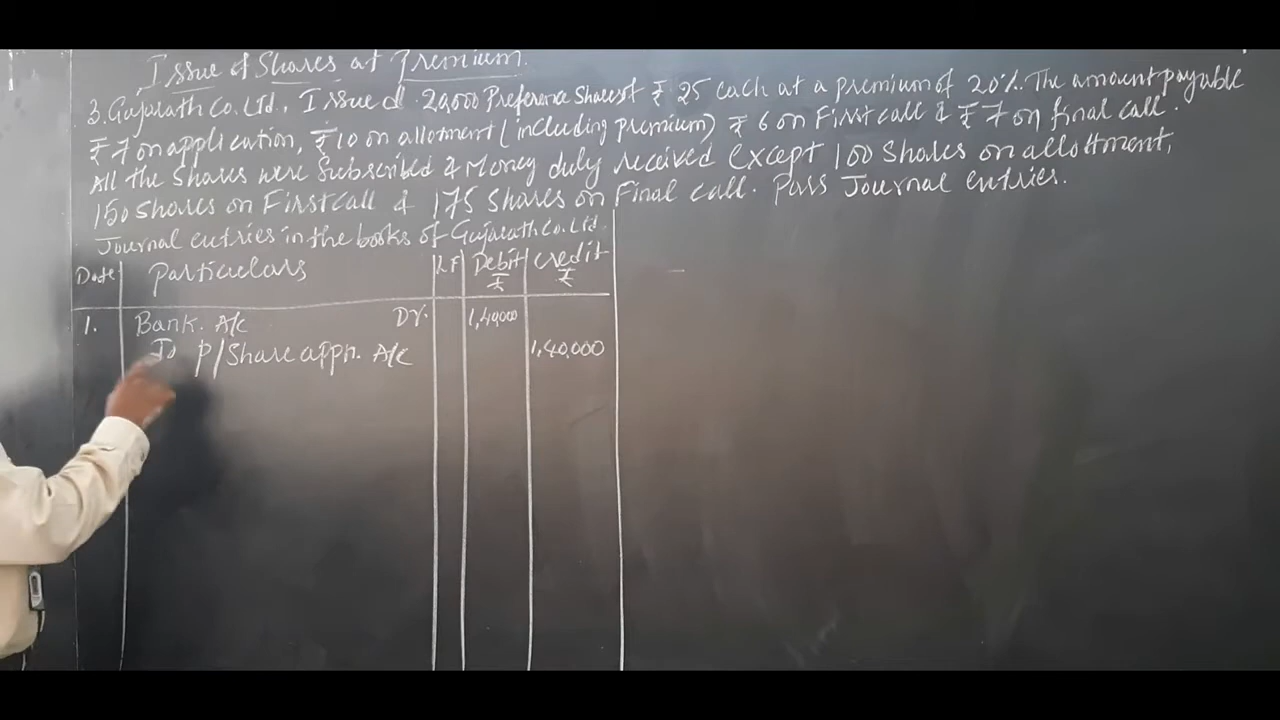 Issue of Shares at Premium.
3. Gujarath Co. Ltd., Issued 20,000 Preference Shares of ₹ 25 each at a premium of 20%. The amount payable
₹ 7 on application, ₹ 10 on allotment (including premium) ₹ 6 on First call & ₹ 7 on final call.
All the shares were Subscribed & Money duly received Except 100 Shares on allottment,
150 Shares on First call & 175 Shares on Final call. Pass Journal entries.
Journal entries in the books of Gujarath Co. Ltd.
Date Particulars L.F Debit ₹ Credit ₹
1. Bank. A/c Dr. 1,40,000
To P/Share appn. A/c 1,40,000